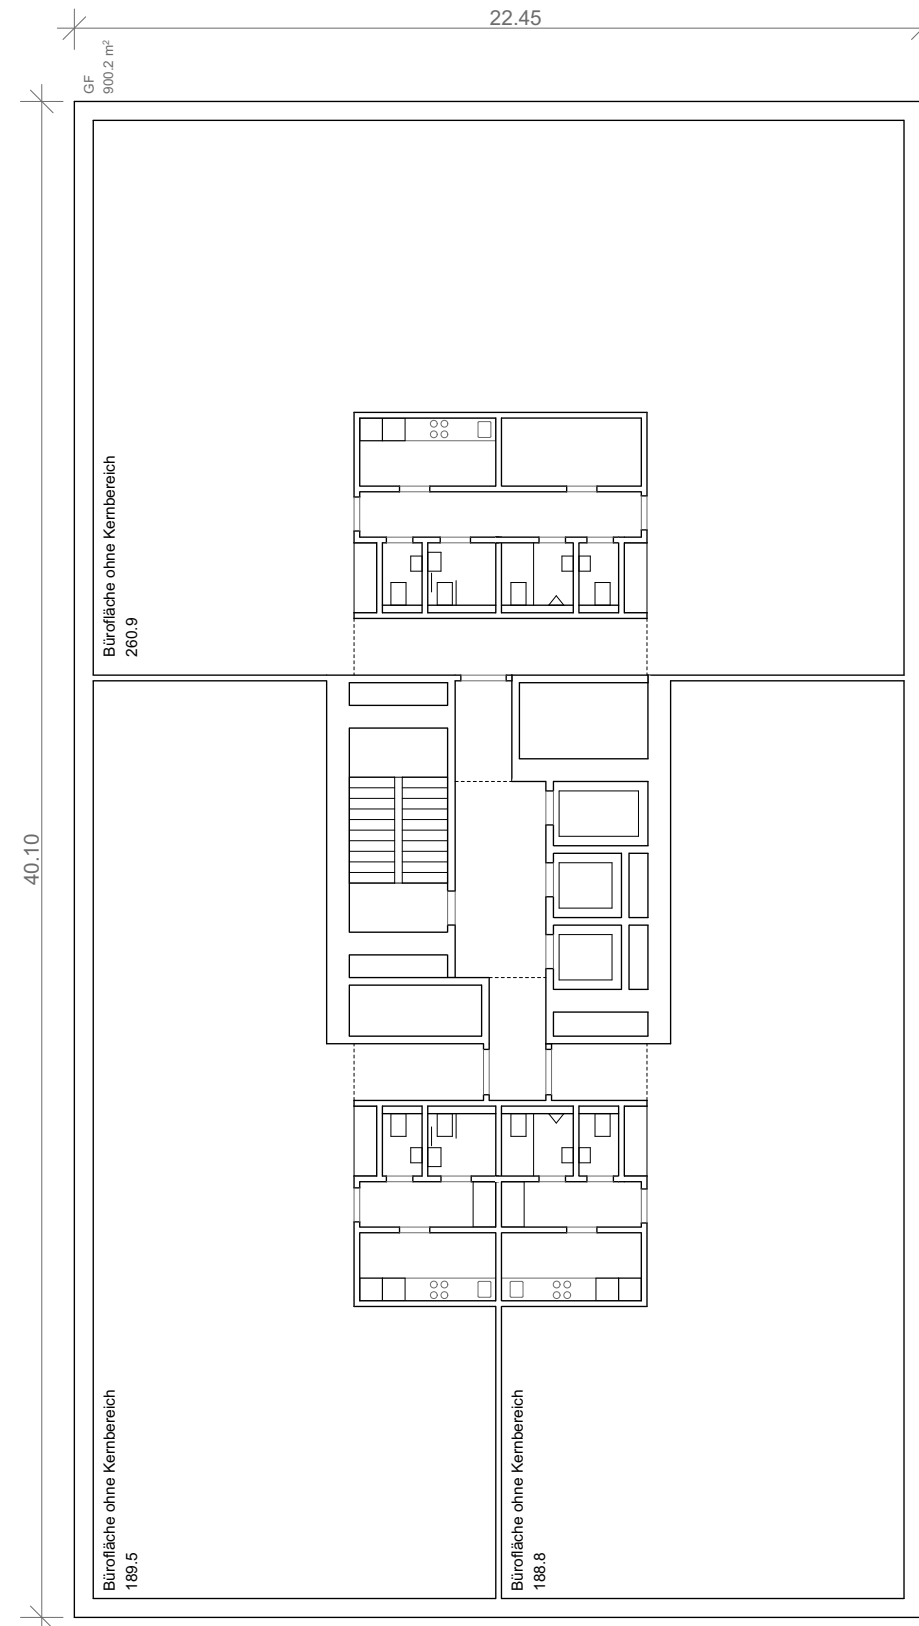 22.45
GF
900.2 m²
40.10
Bürofläche ohne Kernbereich
260.9
Bürofläche ohne Kernbereich
189.5
Bürofläche ohne Kernbereich
188.8